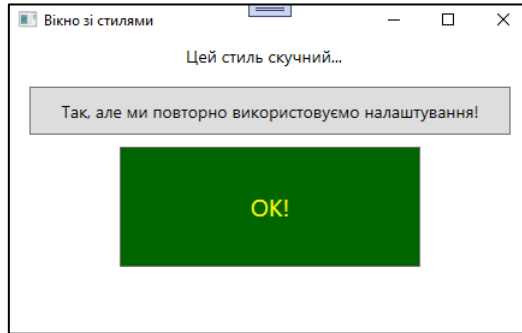 Вікно зі стилями
Цей стиль скучний...
Так, але ми повторно використовуємо налаштування!
OK!